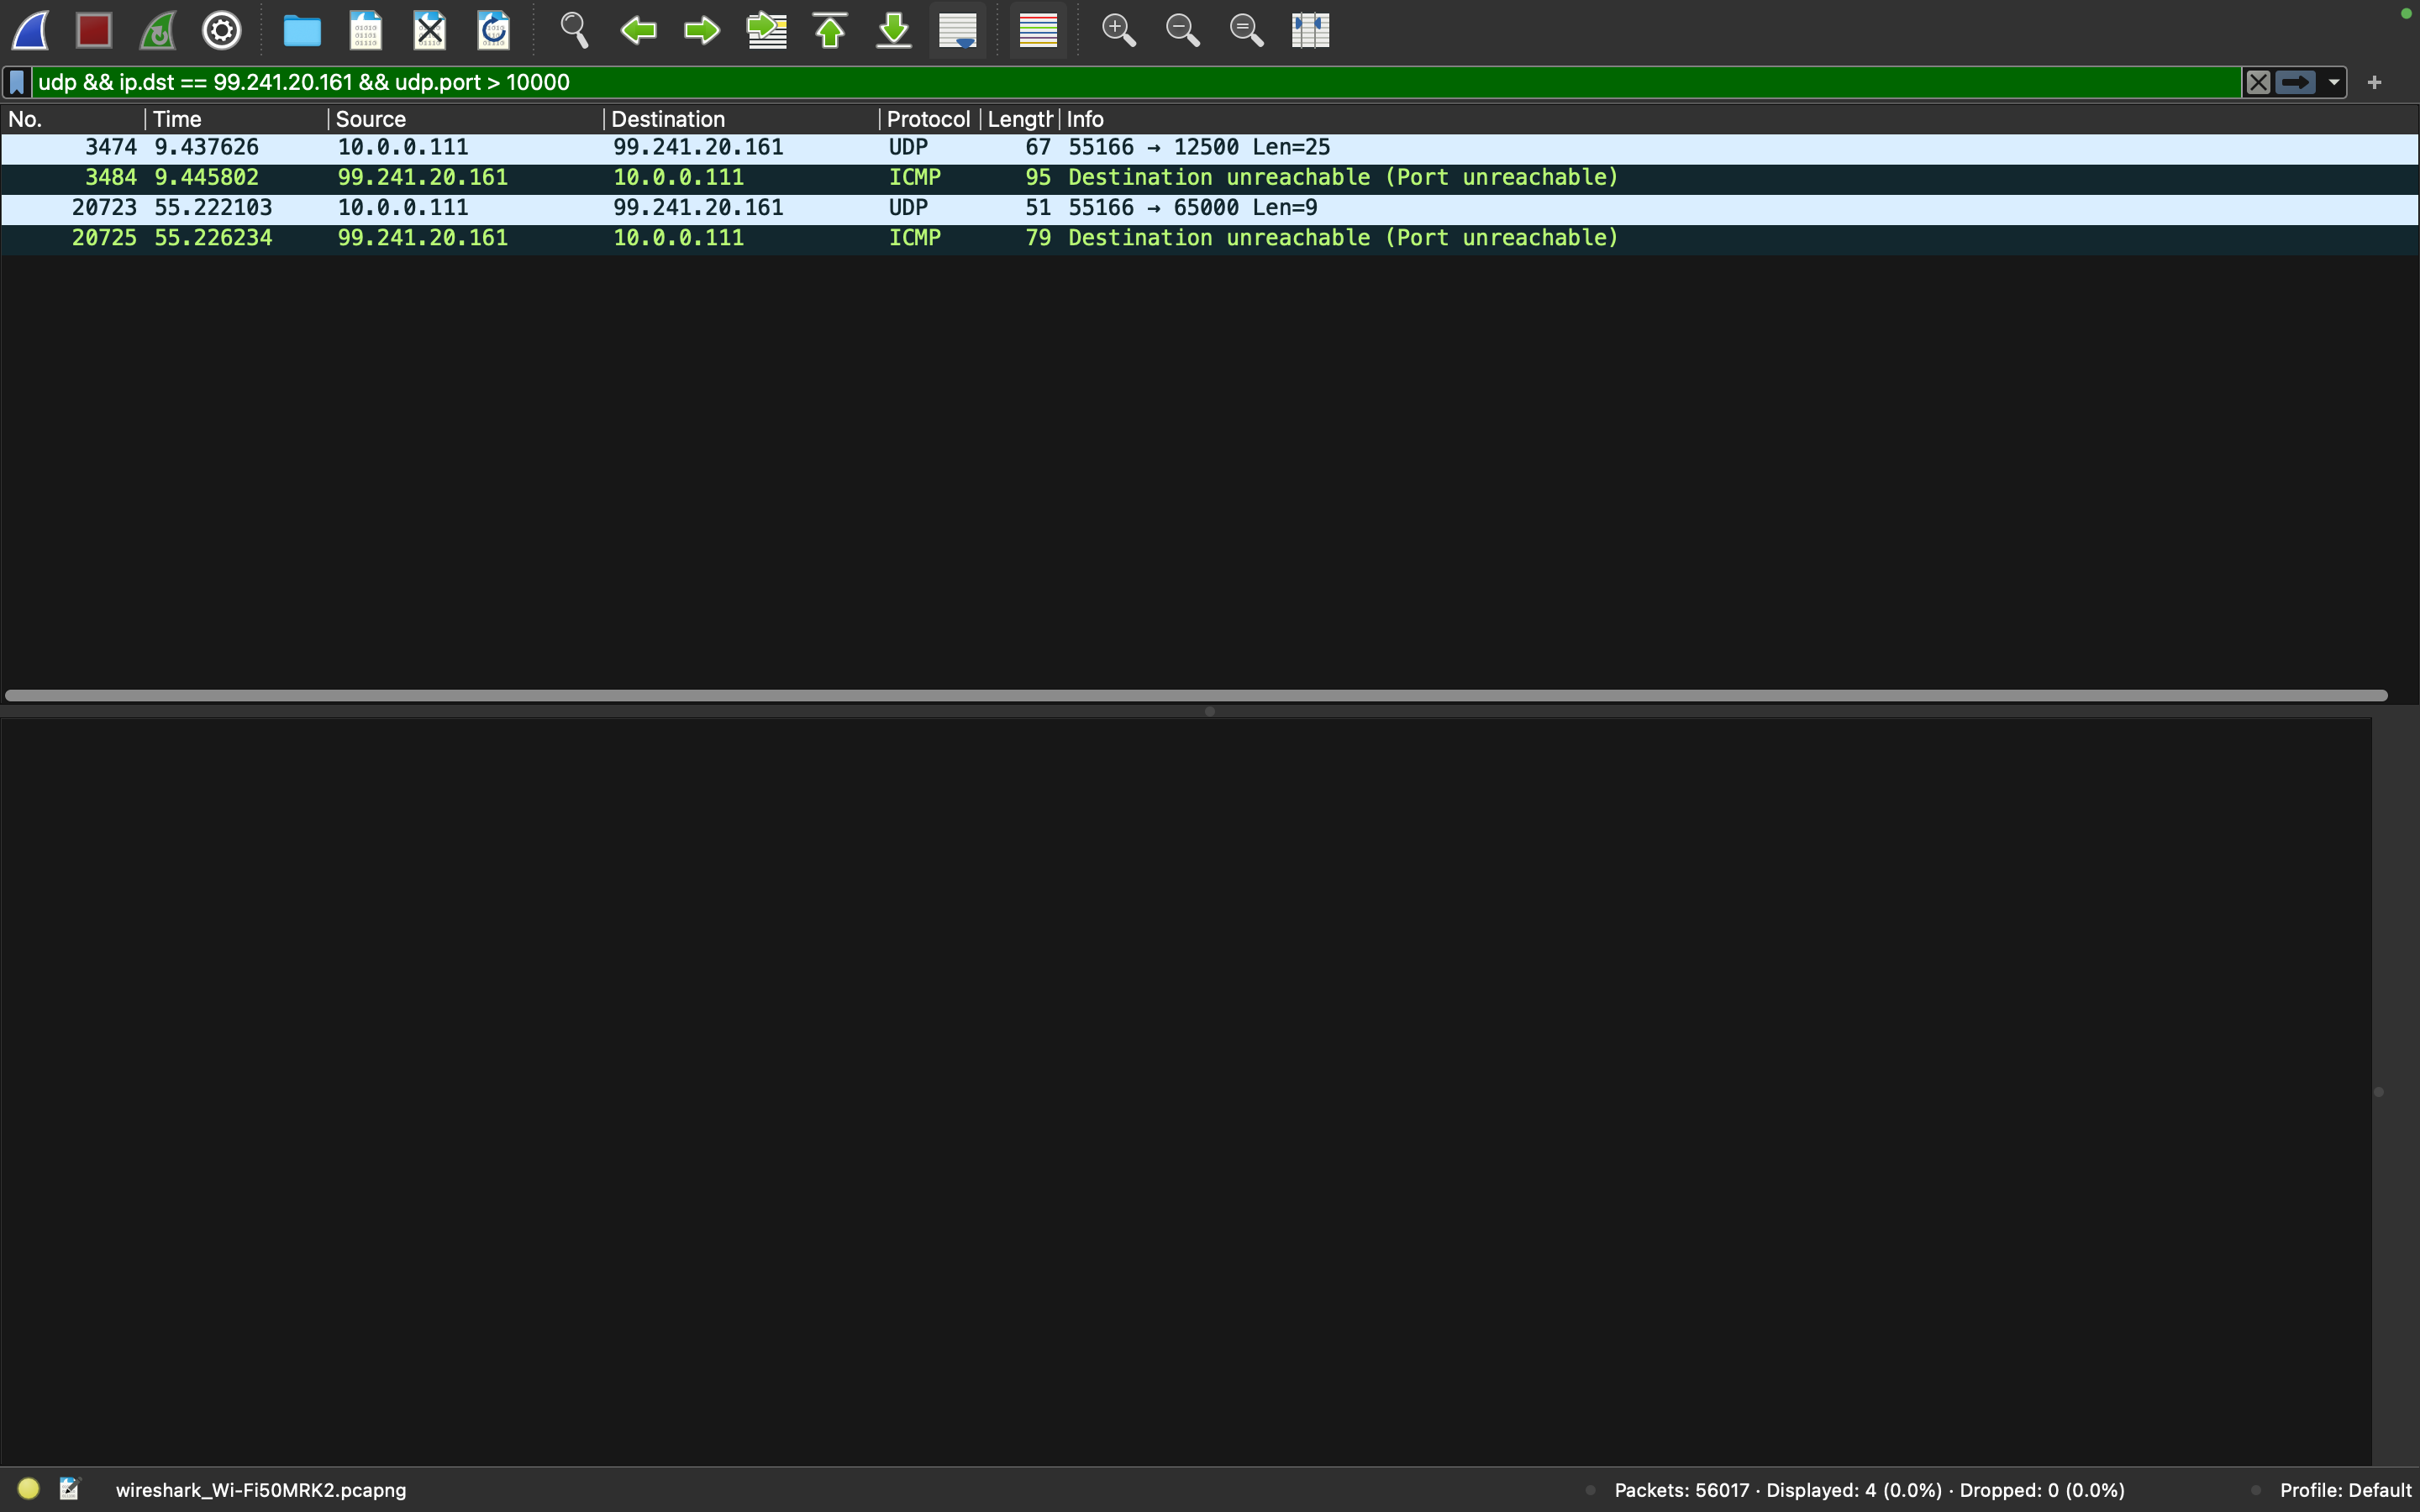 udp && ip.dst == 99.241.20.161 && udp.port > 10000
No. Time Source Destination Protocol Length Info
3474 9.437626 10.0.0.111 99.241.20.161 UDP 67 55166 → 12500 Len=25
3484 9.445802 99.241.20.161 10.0.0.111 ICMP 95 Destination unreachable (Port unreachable)
20723 55.222103 10.0.0.111 99.241.20.161 UDP 51 55166 → 65000 Len=9
20725 55.226234 99.241.20.161 10.0.0.111 ICMP 79 Destination unreachable (Port unreachable)
wireshark_Wi-Fi50MRK2.pcapng Packets: 56017 · Displayed: 4 (0.0%) · Dropped: 0 (0.0%) Profile: Default